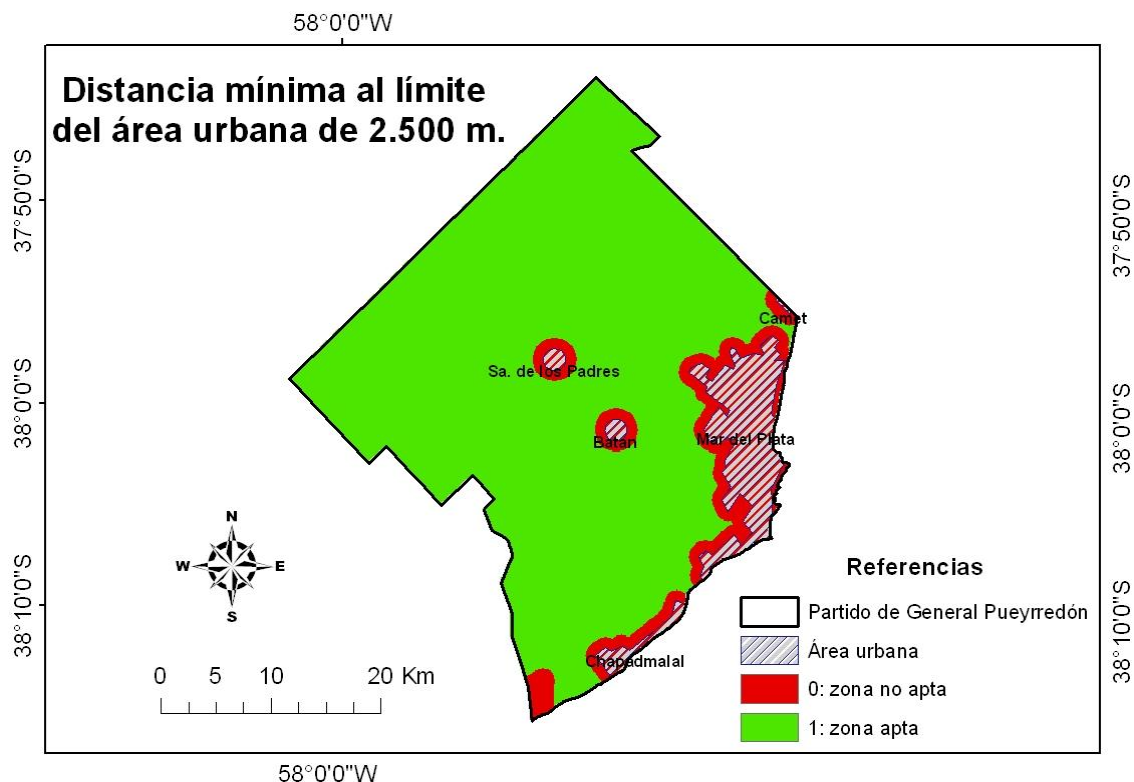 58°0'0"W
Distancia mínima al límite
del área urbana de 2.500 m.
37°50'0"S
37°50'0"S
Camet
Sa. de los Padres
38°0'0"S
38°0'0"S
Batan
Mar del Plata
N
W
E
S
38°10'0"S
38°10'0"S
Chapadmalal
0 5 10 20 Km
Referencias
Partido de General Pueyrredón
Área urbana
0: zona no apta
1: zona apta
58°0'0"W